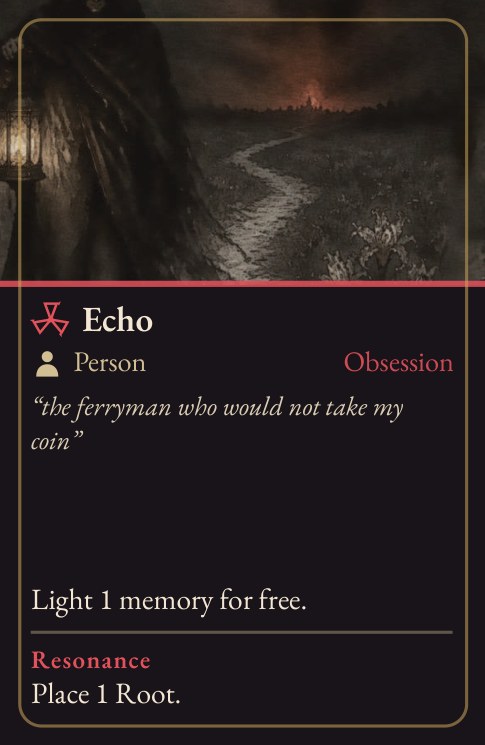 Echo
Person Obsession
“the ferryman who would not take my
coin”
Light 1 memory for free.
Resonance
Place 1 Root.